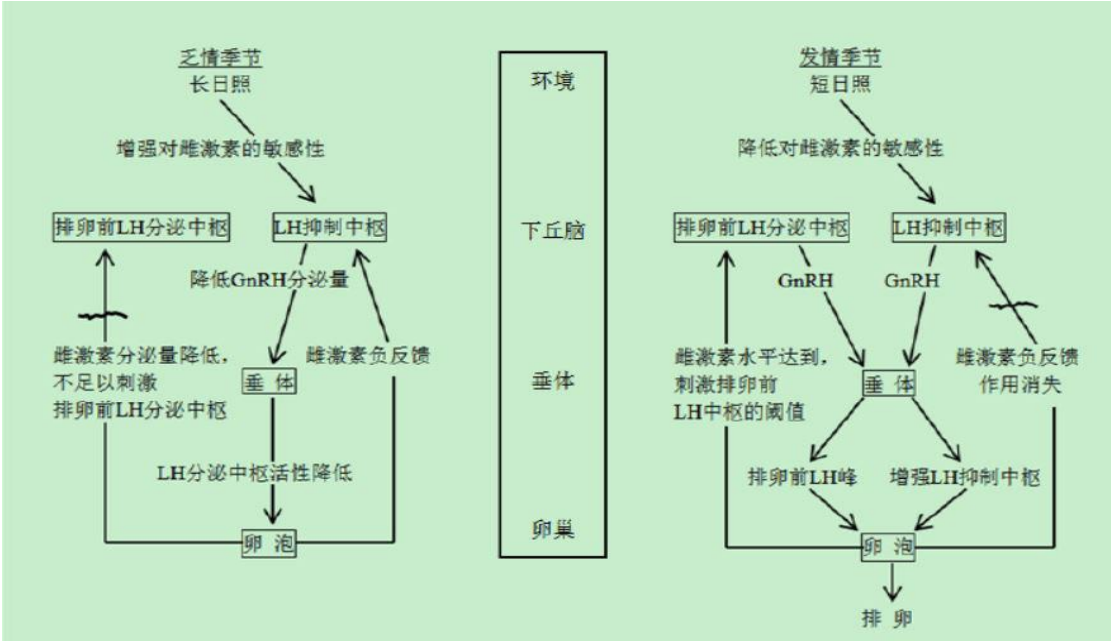 乏情季节
长日照
增强对雌激素的敏感性
排卵前LH分泌中枢
LH抑制中枢
降低GnRH分泌量
雌激素分泌量降低,
不足以刺激
排卵前LH分泌中枢
雌激素负反馈
垂体
LH分泌中枢活性降低
卵泡
环境
下丘脑
垂体
卵巢
发情季节
短日照
降低对雌激素的敏感性
排卵前LH分泌中枢
LH抑制中枢
GnRH
GnRH
雌激素水平达到,
刺激排卵前
LH中枢的阈值
雌激素负反馈
作用消失
垂体
排卵前LH峰
增强LH抑制中枢
卵泡
排卵